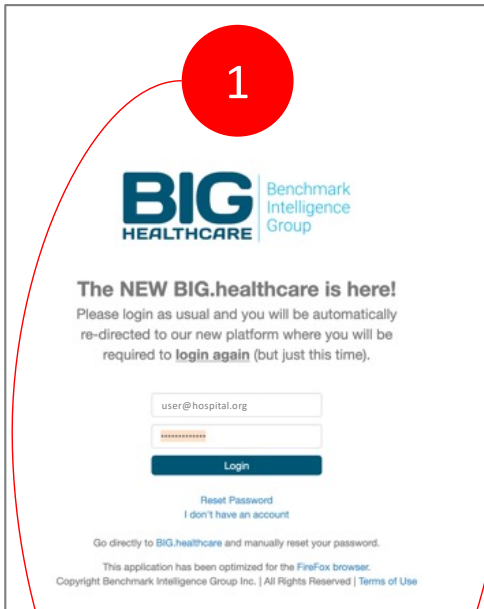 1
BIG
HEALTHCARE
Benchmark
Intelligence
Group
The NEW BIG.healthcare is here!
Please login as usual and you will be automatically
re-directed to our new platform where you will be
required to login again (but just this time).
user@hospital.org
•••••••••••••
Login
Reset Password
I don't have an account
Go directly to BIG.healthcare and manually reset your password.
This application has been optimized for the FireFox browser.
Copyright Benchmark Intelligence Group Inc. | All Rights Reserved | Terms of Use